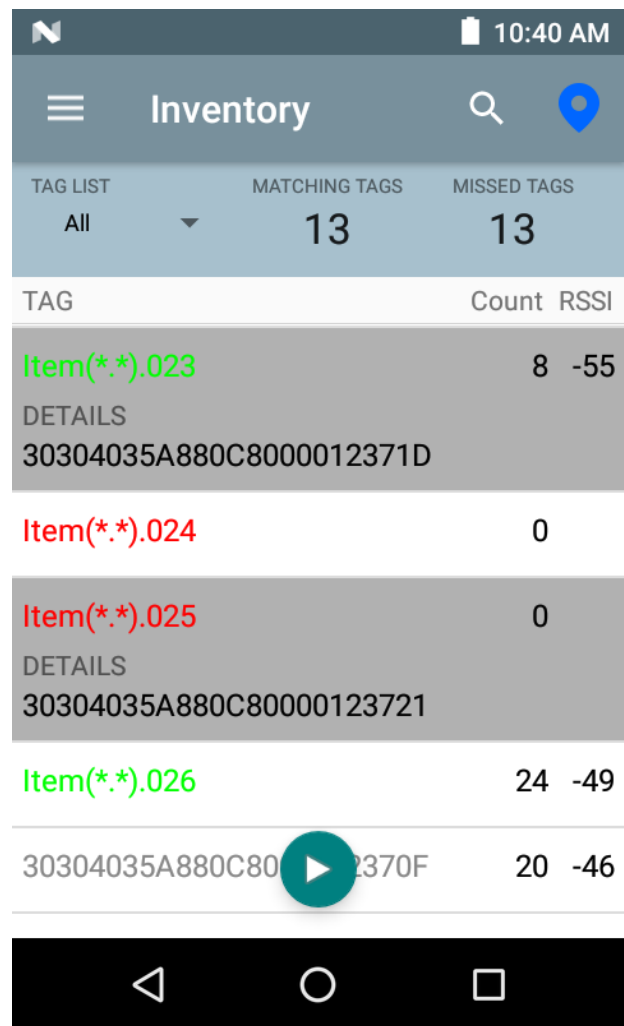 10:40 AM
Inventory
TAG LIST MATCHING TAGS MISSED TAGS
All 13 13
TAG Count RSSI
Item(*.*).023 8 -55
DETAILS
30304035A880C8000012371D
Item(*.*).024 0
Item(*.*).025 0
DETAILS
30304035A880C80000123721
Item(*.*).026 24 -49
20 -46